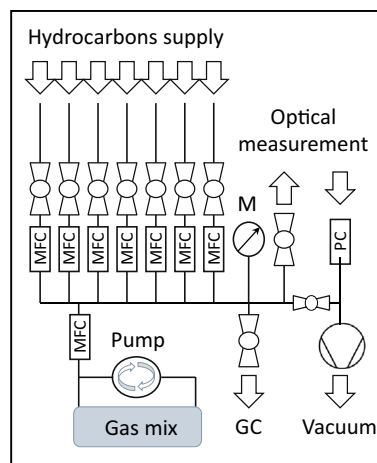 Hydrocarbons supply
Optical
measurement
M
MFC
MFC
MFC
MFC
MFC
MFC
MFC
PC
MFC
Pump
Gas mix
GC
Vacuum